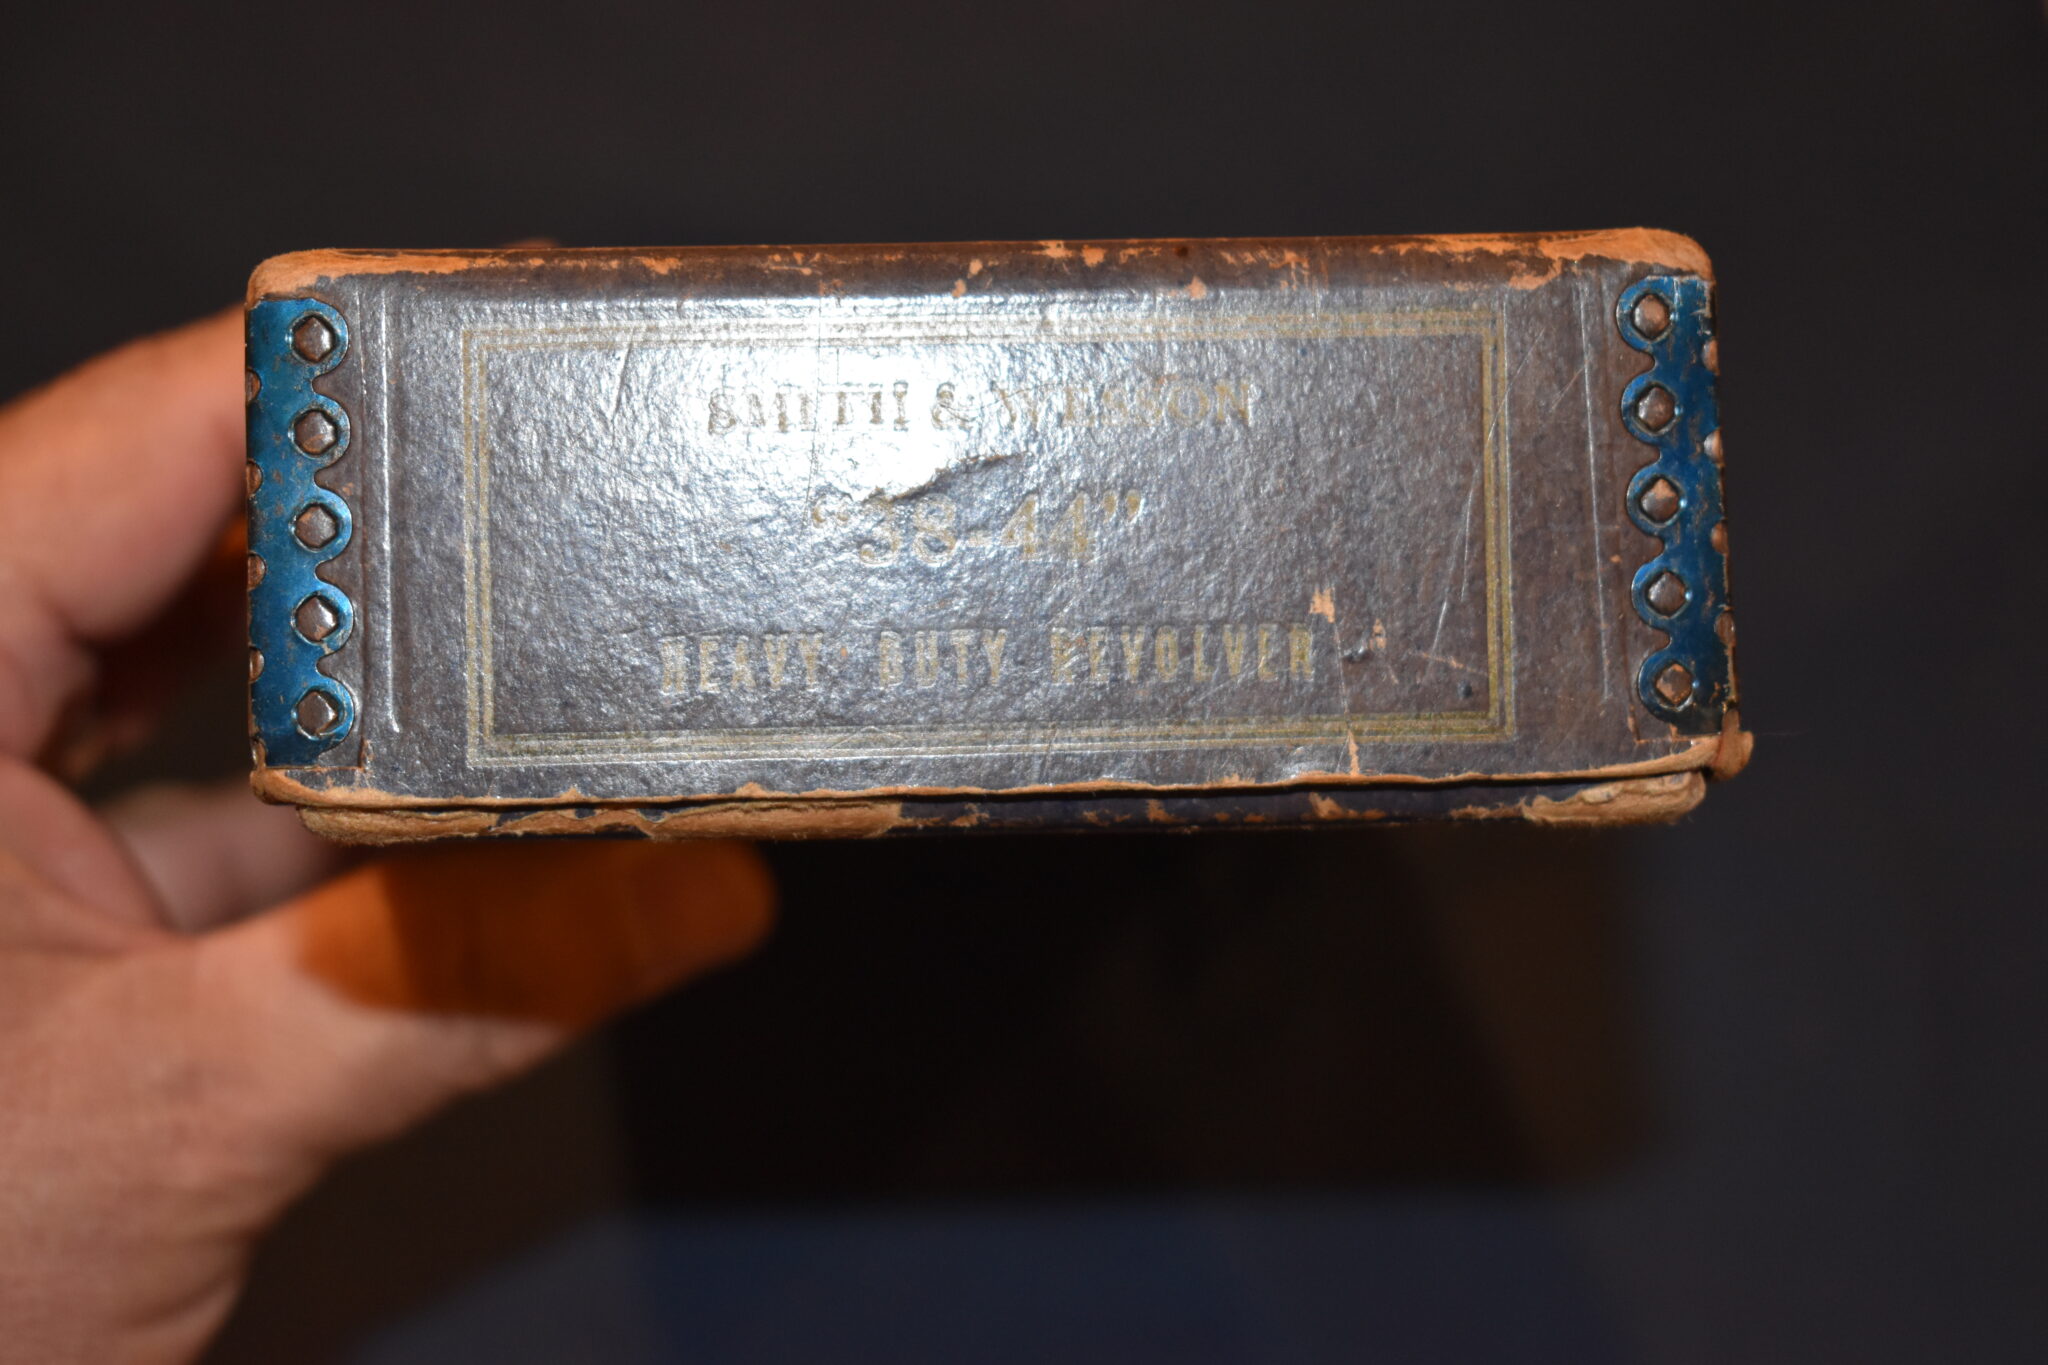 SMITH & WESSON
“38-44”
HEAVY DUTY REVOLVER